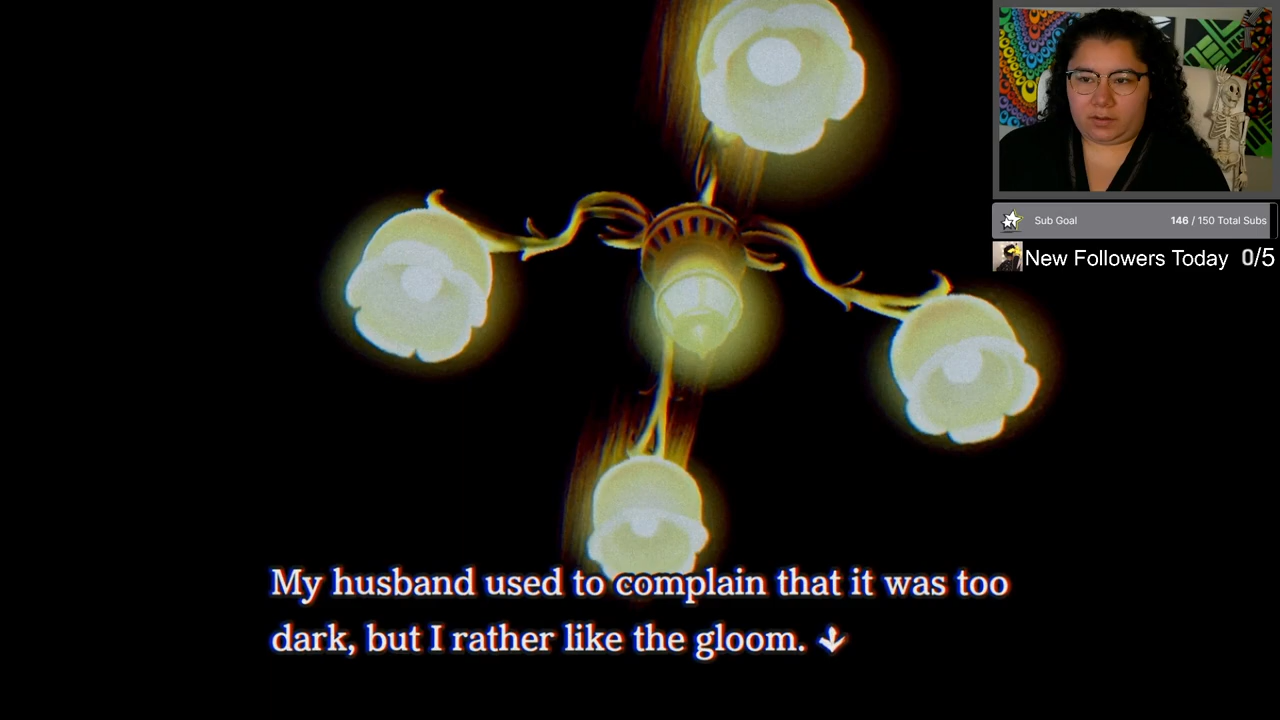 Sub Goal 146 / 150 Total Subs
New Followers Today 0/5
My husband used to complain that it was too
dark, but I rather like the gloom.